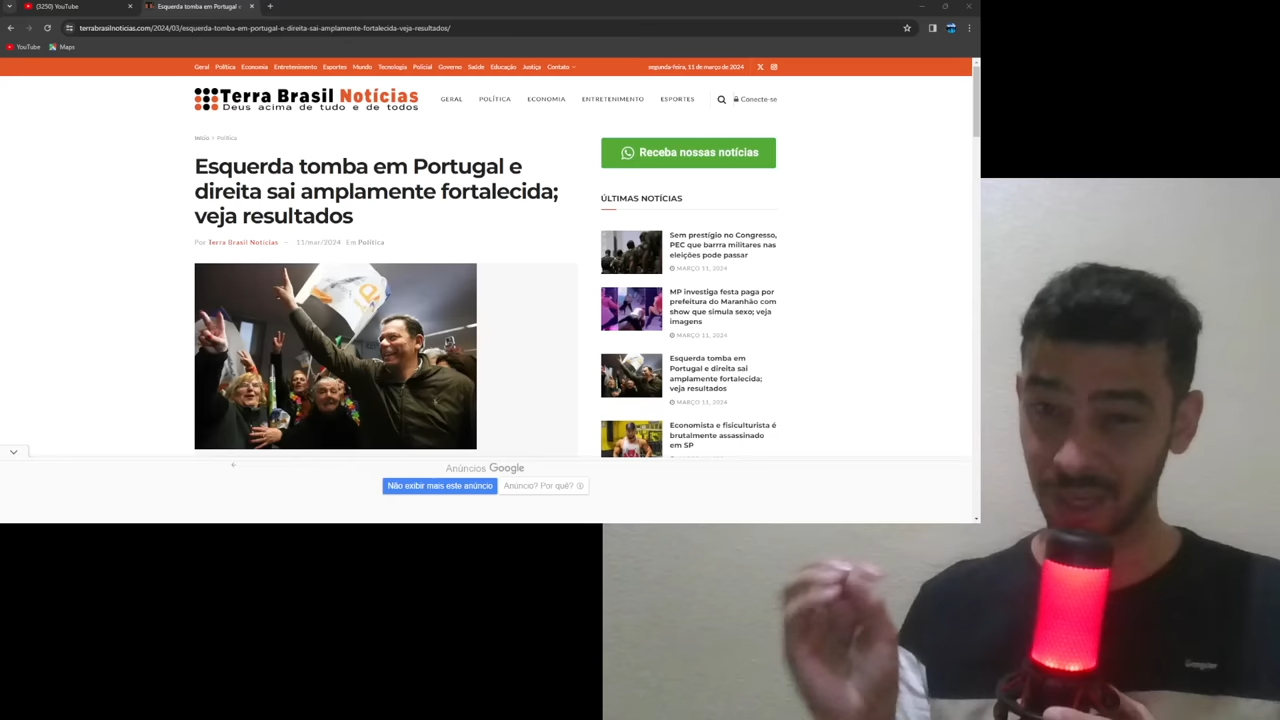 (3250) YouTube
Esquerda tomba em Portugal e
terrabrasilnoticias.com/2024/03/esquerda-tomba-em-portugal-e-direita-sai-amplamente-fortalecida-veja-resultados/
YouTube
Maps
Geral Política Economia Entretenimento Esportes Mundo Tecnologia Policial Governo Saúde Educação Justiça Contato
segunda-feira, 11 de março de 2024
Terra Brasil Notícias
Deus acima de tudo e de todos
GERAL POLÍTICA ECONOMIA ENTRETENIMENTO ESPORTES
Conecte-se
Início > Política
Esquerda tomba em Portugal e
direita sai amplamente fortalecida;
veja resultados
Por Terra Brasil Notícias — 11/mar/2024 Em Política
Receba nossas notícias
ÚLTIMAS NOTÍCIAS
Sem prestígio no Congresso,
PEC que barrra militares nas
eleições pode passar
MARÇO 11, 2024
MP investiga festa paga por
prefeitura do Maranhão com
show que simula sexo; veja
imagens
MARÇO 11, 2024
Esquerda tomba em
Portugal e direita sai
amplamente fortalecida;
veja resultados
MARÇO 11, 2024
Economista e fisiculturista é
brutalmente assassinado
em SP
Anúncios Google
Não exibir mais este anúncio
Anúncio? Por quê?